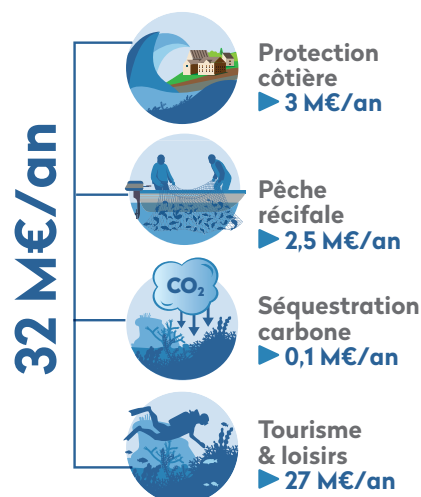 32 M€/an
Protection
côtière
▶ 3 M€/an
Pêche
récifale
▶ 2,5 M€/an
CO₂
Séquestration
carbone
▶ 0,1 M€/an
Tourisme
& loisirs
▶ 27 M€/an